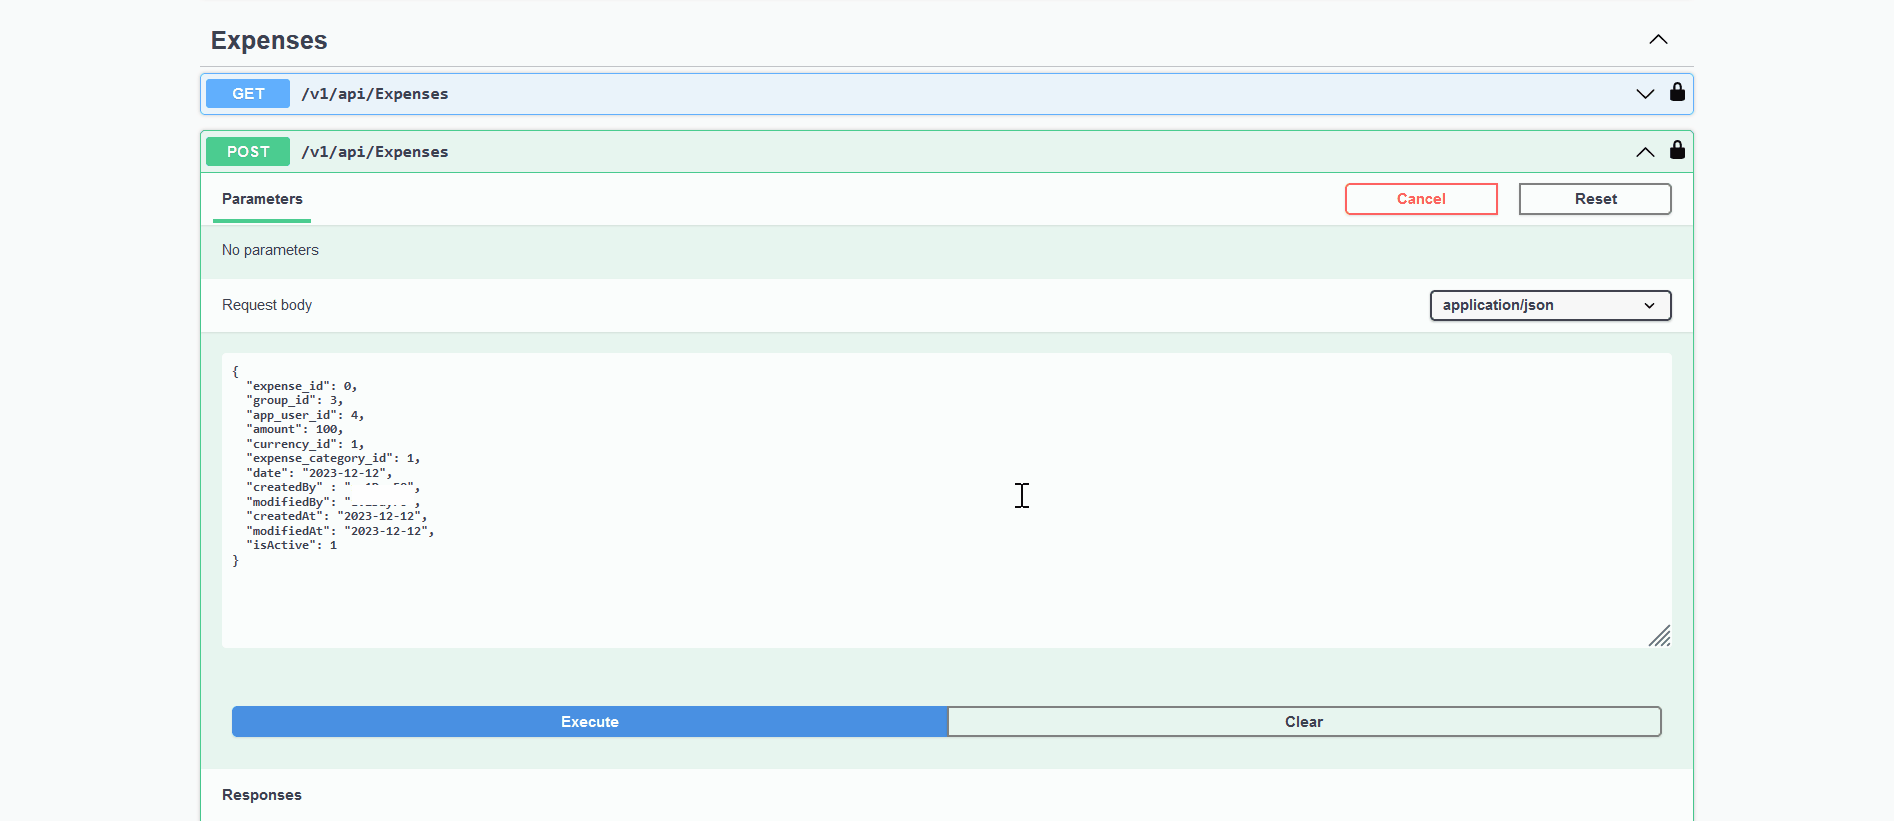 Expenses
GET /v1/api/Expenses
POST /v1/api/Expenses
Parameters
Cancel
Reset
No parameters
Request body
application/json
{
"expense_id": 0,
"group_id": 3,
"app_user_id": 4,
"amount": 100,
"currency_id": 1,
"expense_category_id": 1,
"date": "2023-12-12",
"createdBy" : "
"modifiedBy": "
"createdAt": "2023-12-12",
"modifiedAt": "2023-12-12",
"isActive": 1
}
Execute
Clear
Responses